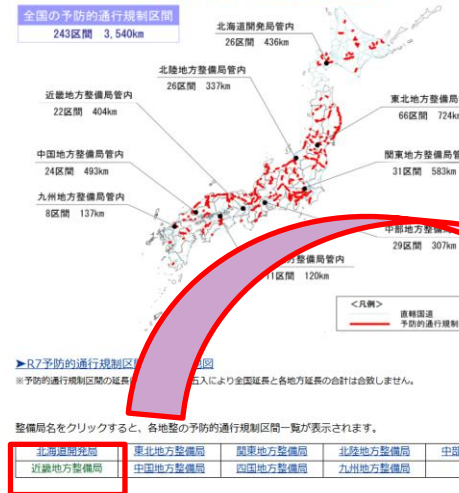 全国の予防的通行規制区間
243区間 3,540km
北海道開発局管内
26区間 436km
北陸地方整備局管内
26区間 337km
近畿地方整備局管内
22区間 404km
東北地方整備局
66区間 724km
中国地方整備局管内
24区間 493km
関東地方整備局管
31区間 583km
九州地方整備局管内
8区間 137km
中部地方整備
29区間 307km
方整備局管内
11区間 120km
<凡例>
直轄国道
予防的通行規制
►R7予防的通行規制区
図
※予防的通行規制区間の延長
五入により全国延長と各地方延長の合計は合致しません。
整備局名をクリックすると、各地整の予防的通行規制区間一覧が表示されます。
北海道開発局 東北地方整備局 関東地方整備局 北陸地方整備局 中部
近畿地方整備局 中国地方整備局 四国地方整備局 九州地方整備局